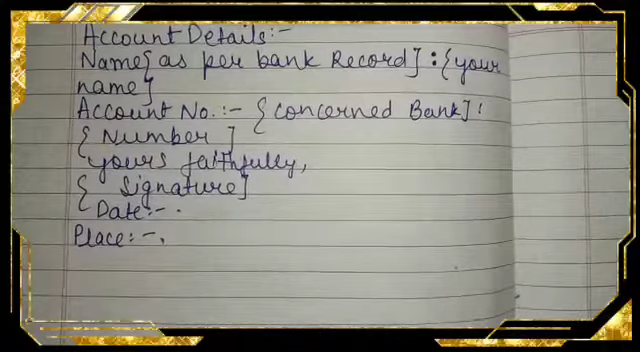 Account Details:-
Name{as per bank Record] :{your
name]
Account No.:- {concerned Bank]:
{ Number ]
yours faithfully,
{ Signature]
Date:-.
Place:-.